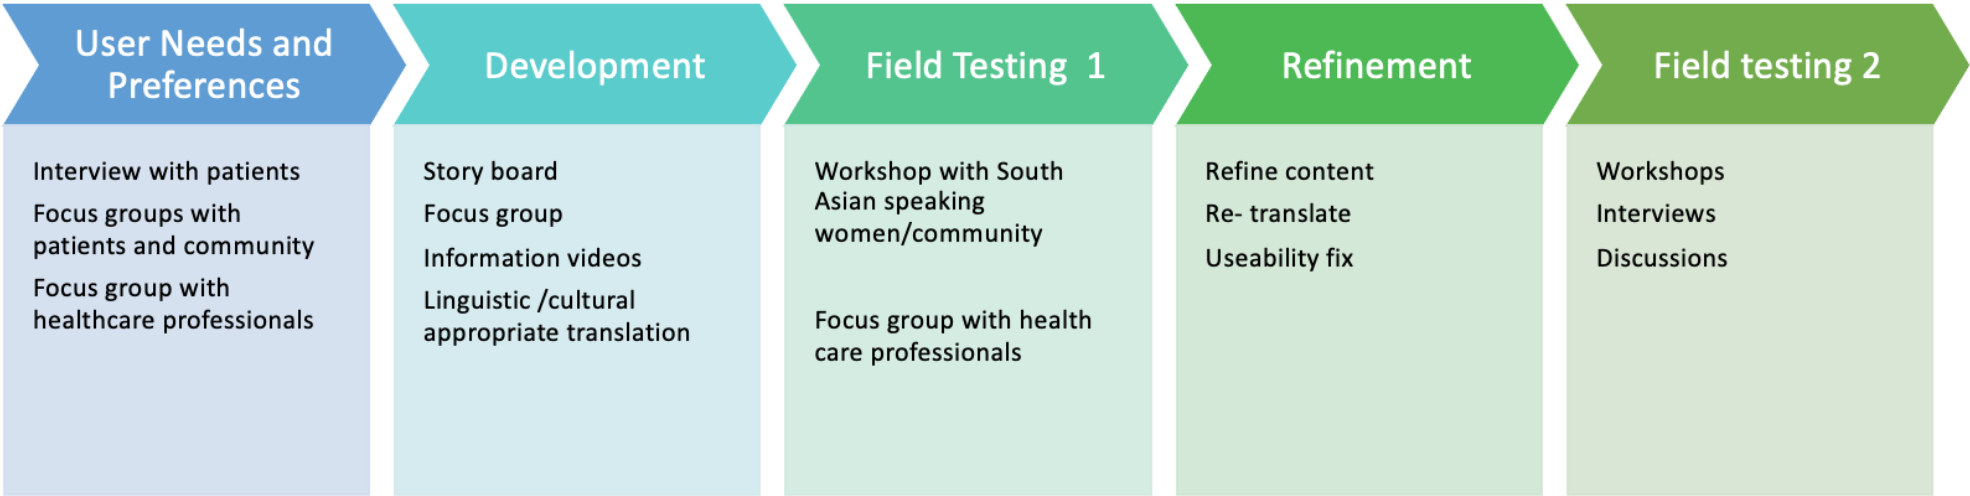 User Needs and
Preferences
Interview with patients
Focus groups with
patients and community
Focus group with
healthcare professionals
Development
Story board
Focus group
Information videos
Linguistic /cultural
appropriate translation
Field Testing  1
Workshop with South
Asian speaking
women/community
Focus group with health
care professionals
Refinement
Refine content
Re- translate
Useability fix
Field testing 2
Workshops
Interviews
Discussions